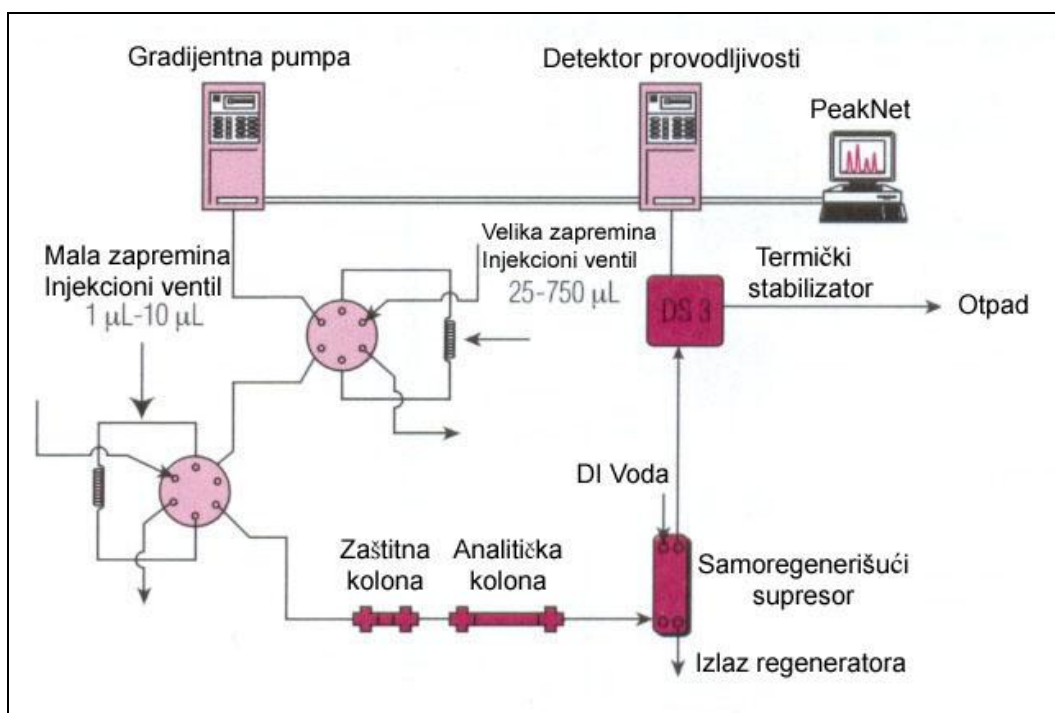 Gradijentna pumpa
Detektor provodljivosti
PeakNet
Mala zapremina
Injekcioni ventil
1 µL-10 µL
Velika zapremina
Injekcioni ventil
25-750 µL
DS 3
Termički
stabilizator
Otpad
DI Voda
Zaštitna
kolona
Analitička
kolona
Samoregenerišući
supresor
Izlaz regeneratora